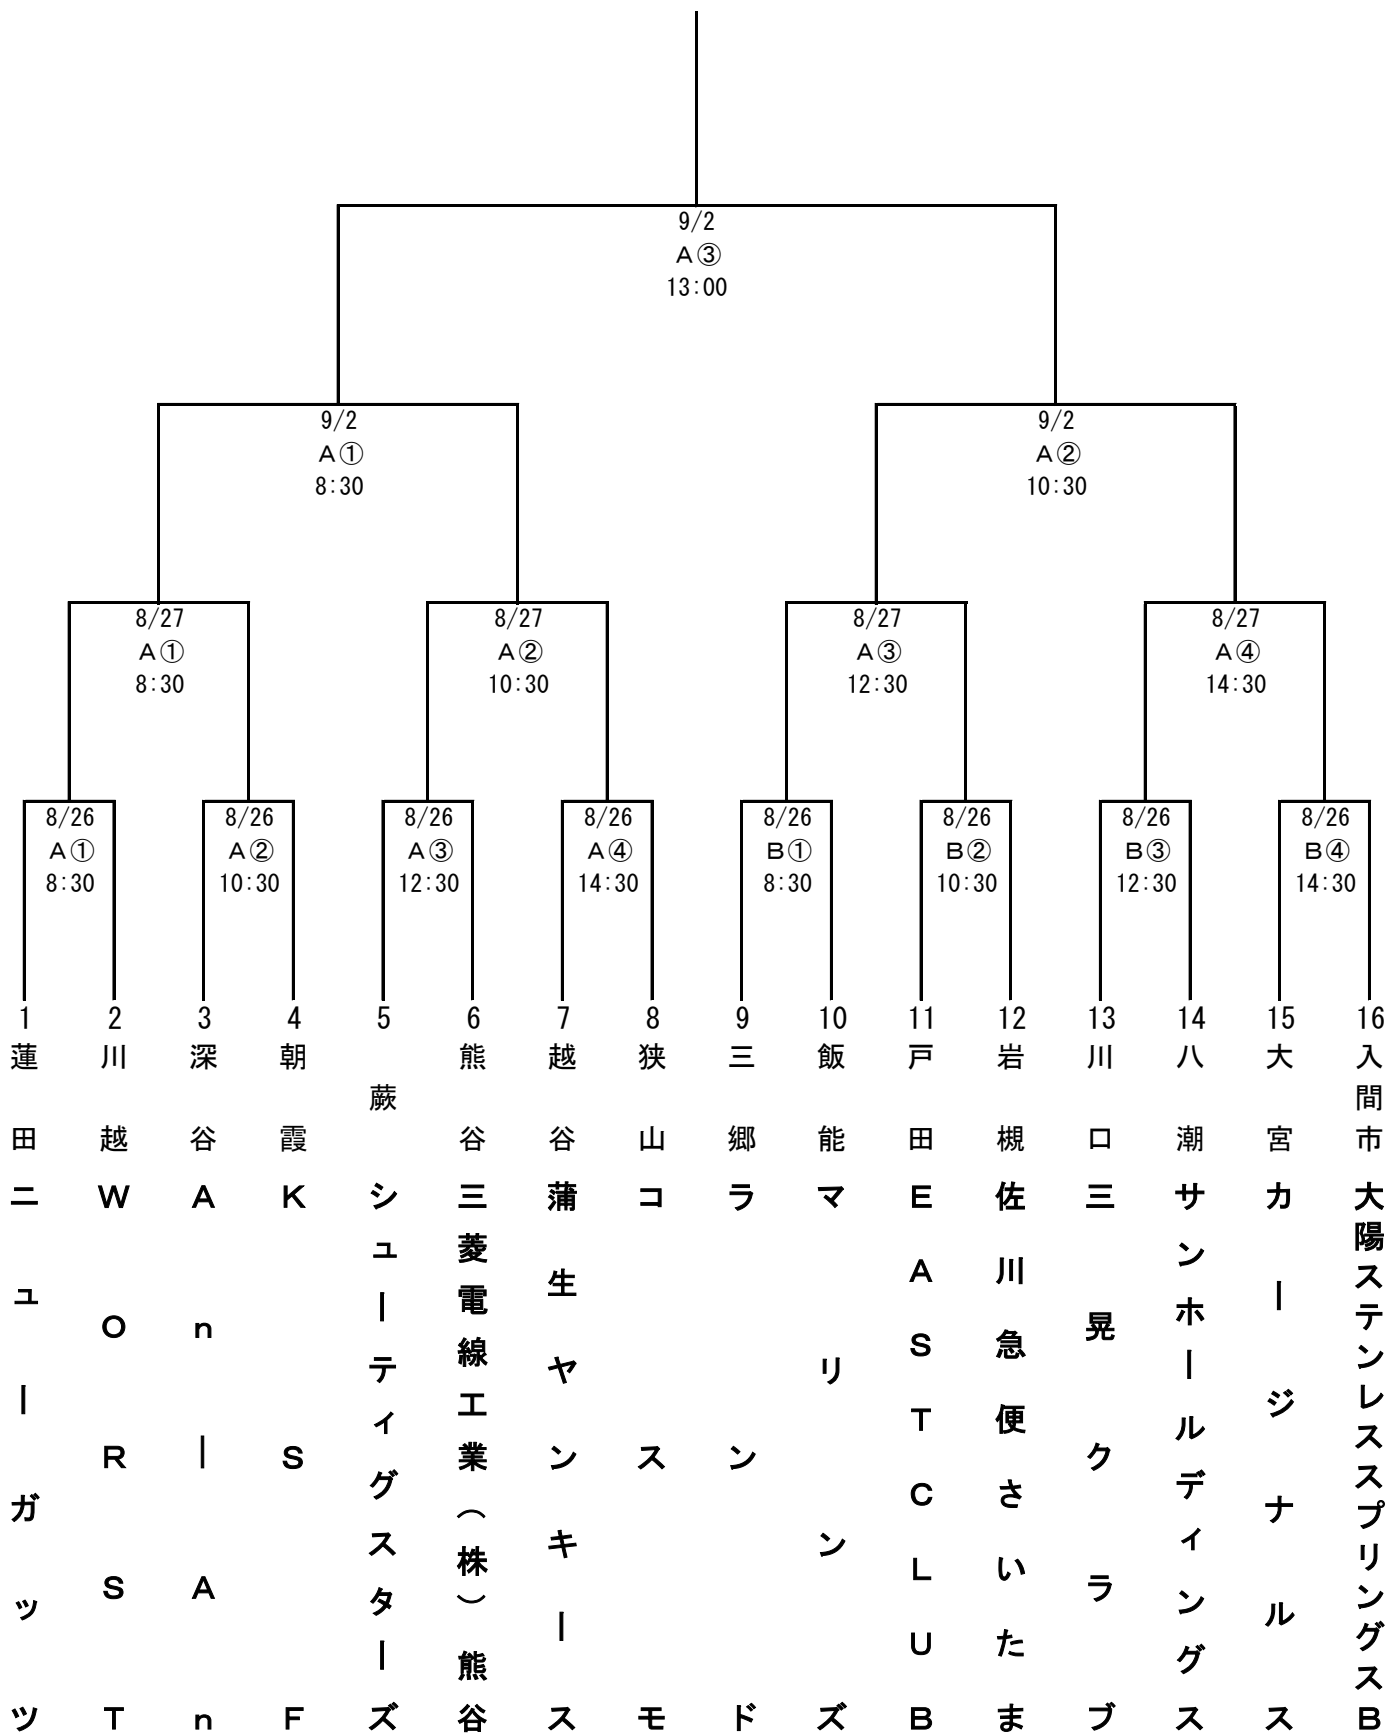 9/2
A③
13:00
9/2
A①
8:30
9/2
A②
10:30
8/27
A①
8:30
8/27
A②
10:30
8/27
A③
12:30
8/27
A④
14:30
8/26
A①
8:30
8/26
A②
10:30
8/26
A③
12:30
8/26
A④
14:30
8/26
B①
8:30
8/26
B②
10:30
8/26
B③
12:30
8/26
B④
14:30
1
蓮田
ニューガッツ
2
川越
WORST
3
深谷
An―An
4
朝霞
KSF
5
蕨
シューティグスターズ
6
熊谷
三菱電線工業(株)熊谷
7
越谷
蒲生ヤンキース
8
狭山
コスモ
9
三郷
ランド
10
飯能
マリンズ
11
戸田
EASTCLUB
12
岩槻
佐川急便さいたま
13
川口
三晃クラブ
14
八潮
サンホールディングス
15
大宮
カージナルス
16
入間市
大陽ステンレススプリングスB